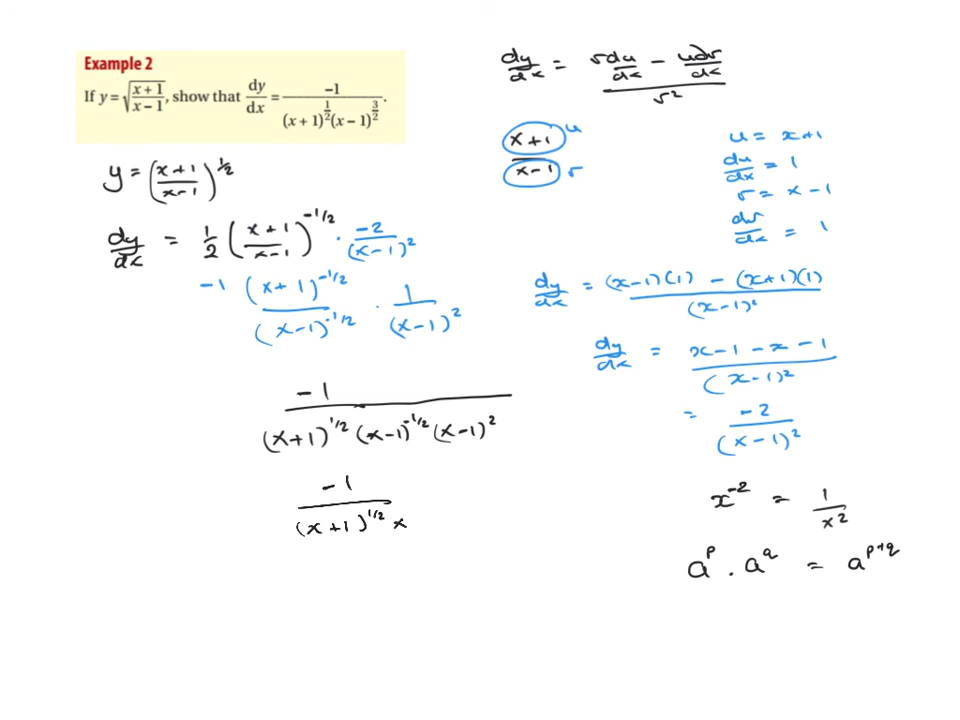 Example 2
If y = √((x + 1)/(x − 1)), show that dy/dx = −1/((x + 1)^(1/2)(x − 1)^(3/2)).
y = ((x+1)/(x-1))^(1/2)
dy/dx = 1/2 ((x+1)/(x-1))^(-1/2) · -2/(x-1)^2
-1 (x+1)^(-1/2)/(x-1)^(-1/2) · 1/(x-1)^2
-1/((x+1)^(1/2) (x-1)^(-1/2) (x-1)^2)
-1/((x+1)^(1/2) x
dy/dx = (v du/dx - u dv/dx)/v^2
(x+1)/(x-1) u v
u = x+1
du/dx = 1
v = x-1
dv/dx = 1
dy/dx = ((x-1)(1) - (x+1)(1))/(x-1)^2
dy/dx = (x-1-x-1)/(x-1)^2
= -2/(x-1)^2
x^(-2) = 1/x^2
a^p . a^q = a^(p+q)